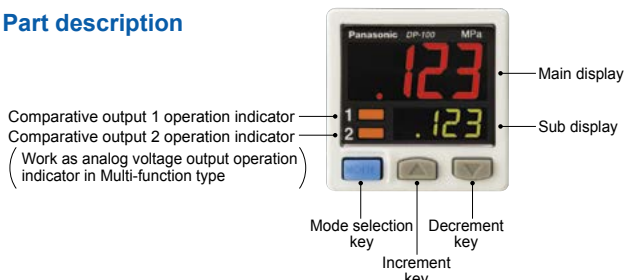 Part description
Panasonic DP-100 MPa
.123
Main display
Comparative output 1 operation indicator
1
Comparative output 2 operation indicator
2
.123
Sub display
( Work as analog voltage output operation
indicator in Multi-function type )
MODE
Mode selection
key
Decrement
key
Increment
key